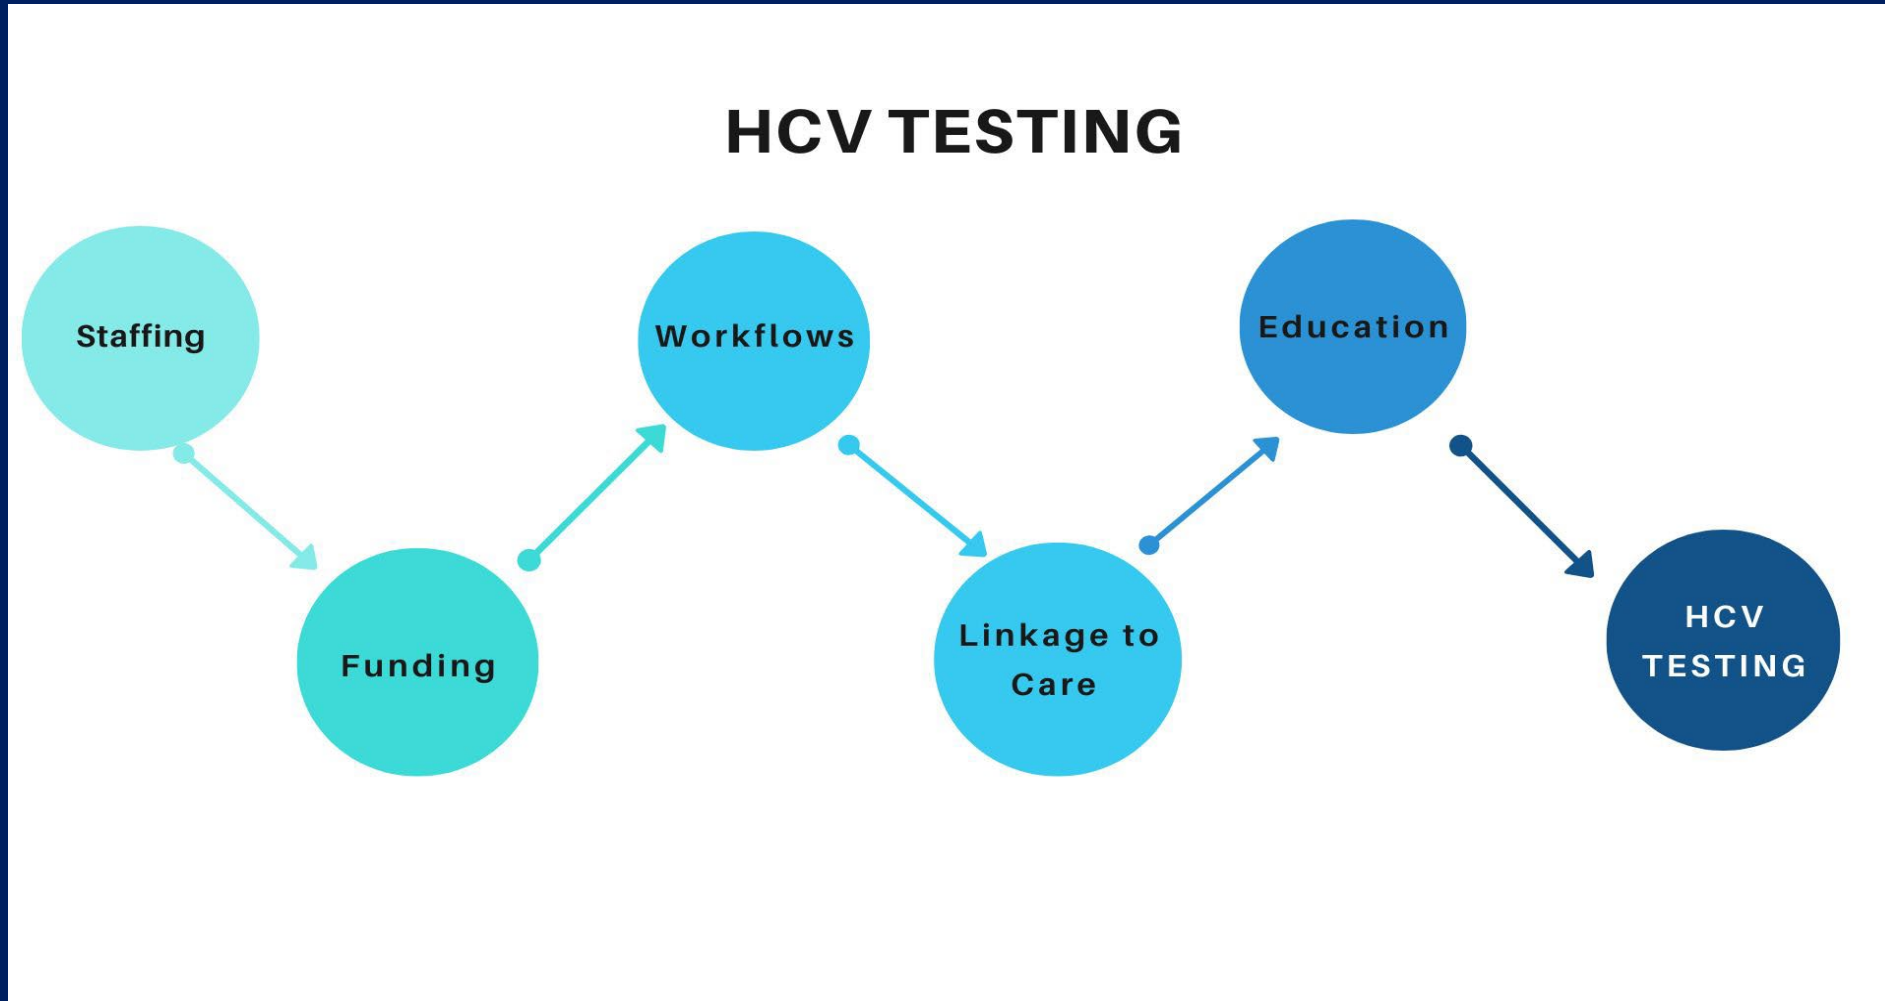 HCV TESTING
Staffing
Funding
Workflows
Linkage to
Care
Education
HCV
TESTING